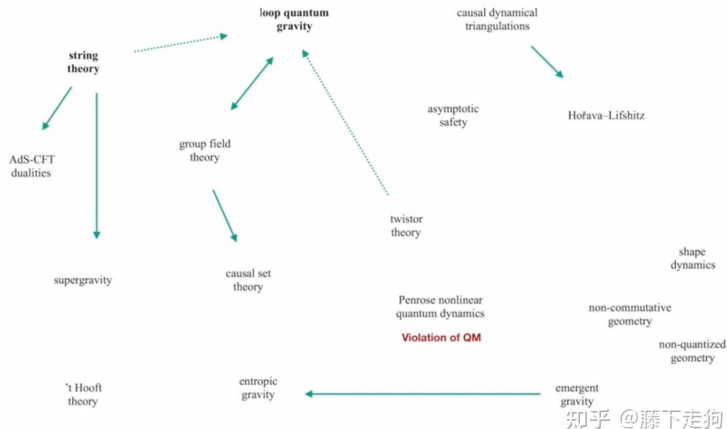 loop quantum
gravity
causal dynamical
triangulations
string
theory
asymptotic
safety
Hořava–Lifshitz
group field
theory
AdS-CFT
dualities
twistor
theory
shape
dynamics
supergravity
causal set
theory
Penrose nonlinear
quantum dynamics
Violation of QM
non-commutative
geometry
non-quantized
geometry
't Hooft
theory
entropic
gravity
emergent
gravity
知乎 @藤下走狗